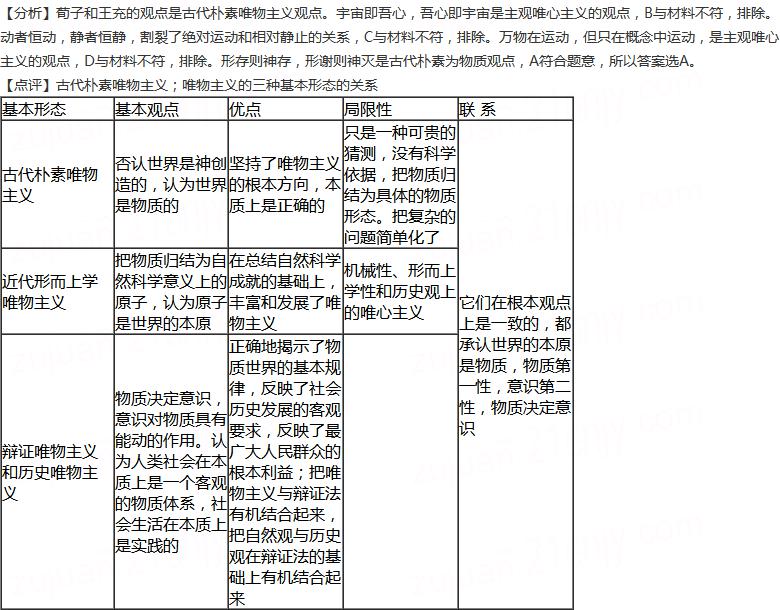 【分析】荀子和王充的观点是古代朴素唯物主义观点。宇宙即吾心，吾心即宇宙是主观唯心主义的观点，B与材料不符，排除。
动者恒动，静者恒静，割裂了绝对运动和相对静止的关系，C与材料不符，排除。万物在运动，但只在概念中运动，是主观唯心
主义的观点，D与材料不符，排除。形存则神存，形谢则神灭是古代朴素为物质观点，A符合题意，所以答案选A。
【点评】古代朴素唯物主义；唯物主义的三种基本形态的关系
基本形态
基本观点
优点
局限性
联 系
古代朴素唯物
主义
否认世界是神创
造的，认为世界
是物质的
坚持了唯物主义
的根本方向，本
质上是正确的
只是一种可贵的
猜测，没有科学
依据，把物质归
结为具体的物质
形态。把复杂的
问题简单化了
近代形而上学
唯物主义
把物质归结为自
然科学意义上的
原子，认为原子
是世界的本原
在总结自然科学
成就的基础上，
丰富和发展了唯
物主义
机械性、形而上
学性和历史观上
的唯心主义
辩证唯物主义
和历史唯物主
义
物质决定意识，
意识对物质具有
能动的作用。认
为人类社会在本
质上是一个客观
的物质体系，社
会生活在本质上
是实践的
正确地揭示了物
质世界的基本规
律，反映了社会
历史发展的客观
要求，反映了最
广大人民群众的
根本利益；把唯
物主义与辩证法
有机结合起来，
把自然观与历史
观在辩证法的基
础上有机结合起
来
它们在根本观点
上是一致的，都
承认世界的本原
是物质，物质第
一性，意识第二
性，物质决定意
识